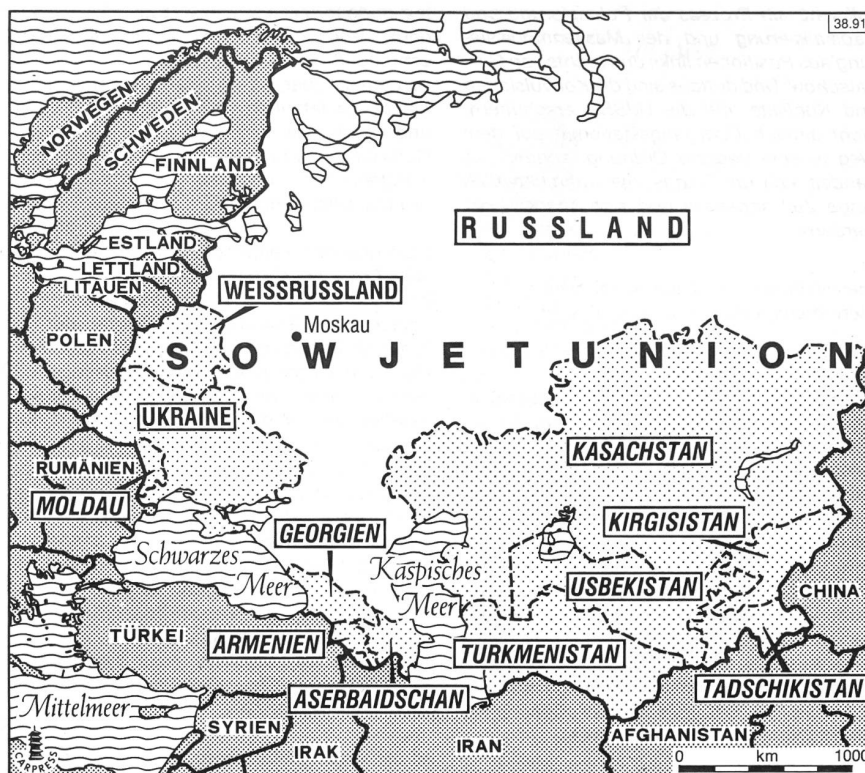 38.91
NORWEGEN
SCHWEDEN
FINNLAND
RUSSLAND
ESTLAND
LETTLAND
LITAUEN
WEISSRUSSLAND
Moskau
POLEN
SOWJETUNION
UKRAINE
KASACHSTAN
RUMÄNIEN
MOLDAU
GEORGIEN
KIRGISISTAN
Schwarzes
Meer
Kaspisches
Meer
USBEKISTAN
CHINA
TÜRKEI
ARMENIEN
TURKMENISTAN
ASERBAIDSCHAN
TADSCHIKISTAN
Mittelmeer
SYRIEN
IRAK
IRAN
AFGHANISTAN
0 km 1000
CARPRESS